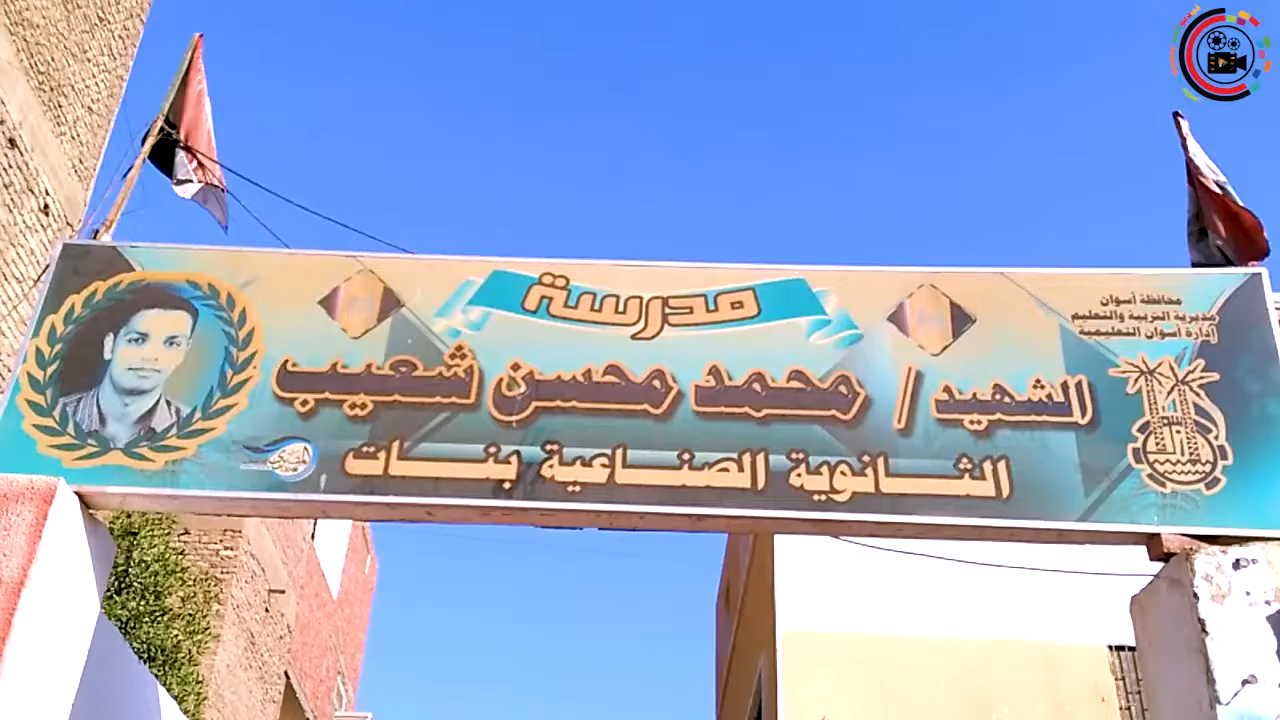 مدرسة
محافظة أسوان
مديرية التربية والتعليم
إدارة أسوان التعليمية
الشهيد / محمد محسن شعيب
الثانوية الصناعية بنات